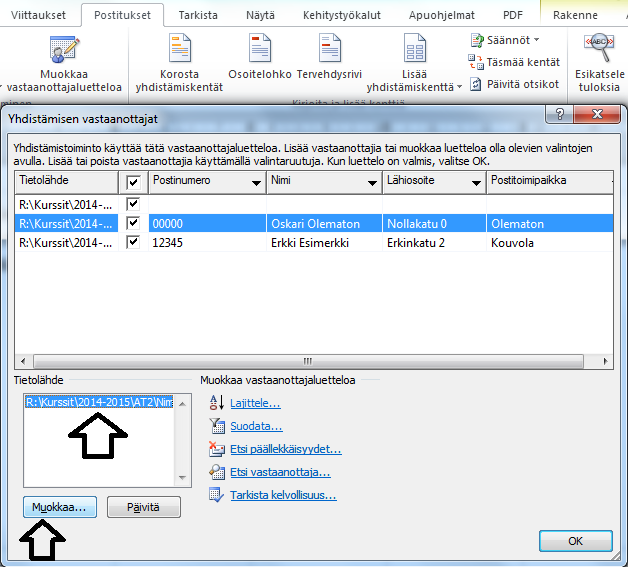 Viittaukset Postitukset Tarkista Näytä Kehitystyökalut Apuohjelmat PDF Rakenne
Muokkaa vastaanottajaluetteloa
Korosta yhdistämiskentät
Osoitelohko
Tervehdysrivi
Lisää yhdistämiskenttä
Säännöt
Täsmää kentät
Päivitä otsikot
ABC
Esikatsele tuloksia
Kirjoita ja lisää kenttiä
Yhdistämisen vastaanottajat
Yhdistämistoiminto käyttää tätä vastaanottajaluetteloa. Lisää vastaanottajia tai muokkaa luetteloa olla olevien valintojen
avulla. Lisää tai poista vastaanottajia käyttämällä valintaruutuja. Kun luettelo on valmis, valitse OK.
Tietolähde Postinumero Nimi Lähiosoite Postitoimipaikka
R:\Kurssit\2014-...
R:\Kurssit\2014-... 00000 Oskari Olematon Nollakatu 0 Olematon
R:\Kurssit\2014-... 12345 Erkki Esimerkki Erkinkatu 2 Kouvola
Tietolähde
R:\Kurssit\2014-2015\AT2\Nim
Muokkaa... Päivitä
Muokkaa vastaanottajaluetteloa
Lajittele...
Suodata...
Etsi päällekkäisyydet...
Etsi vastaanottaja...
Tarkista kelvollisuus...
OK